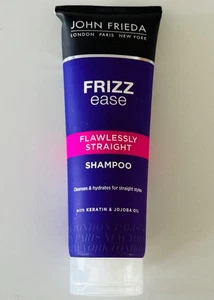 JOHN FRIEDA
LONDON PARIS NEW YORK
FRIZZ
ease
FLAWLESSLY
STRAIGHT
SHAMPOO
Cleanses & hydrates for straight styles
with KERATIN & JOJOBA OIL